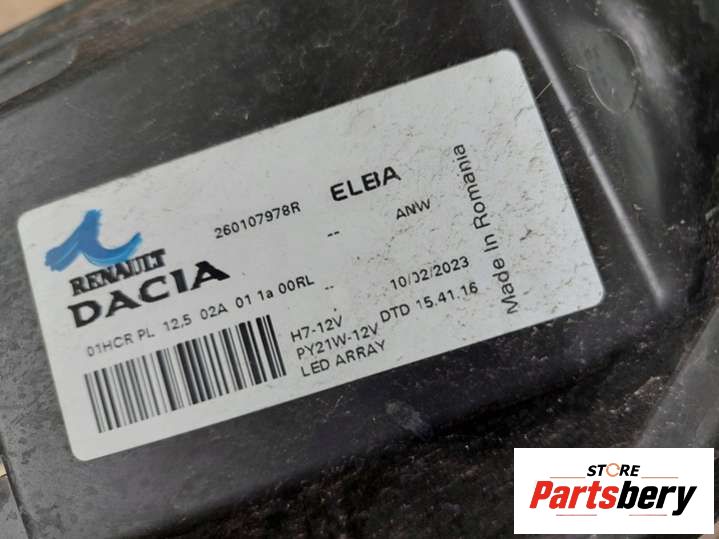 RENAULT
DACIA
260107978R
ELBA
--
ANW
01HCR PL 12,5 02A 01 1a 00RL
--
10/02/2023
H7-12V
PY21W-12V
DTD 15.41.16
LED ARRAY
Made In Romania
STORE
Partsbery